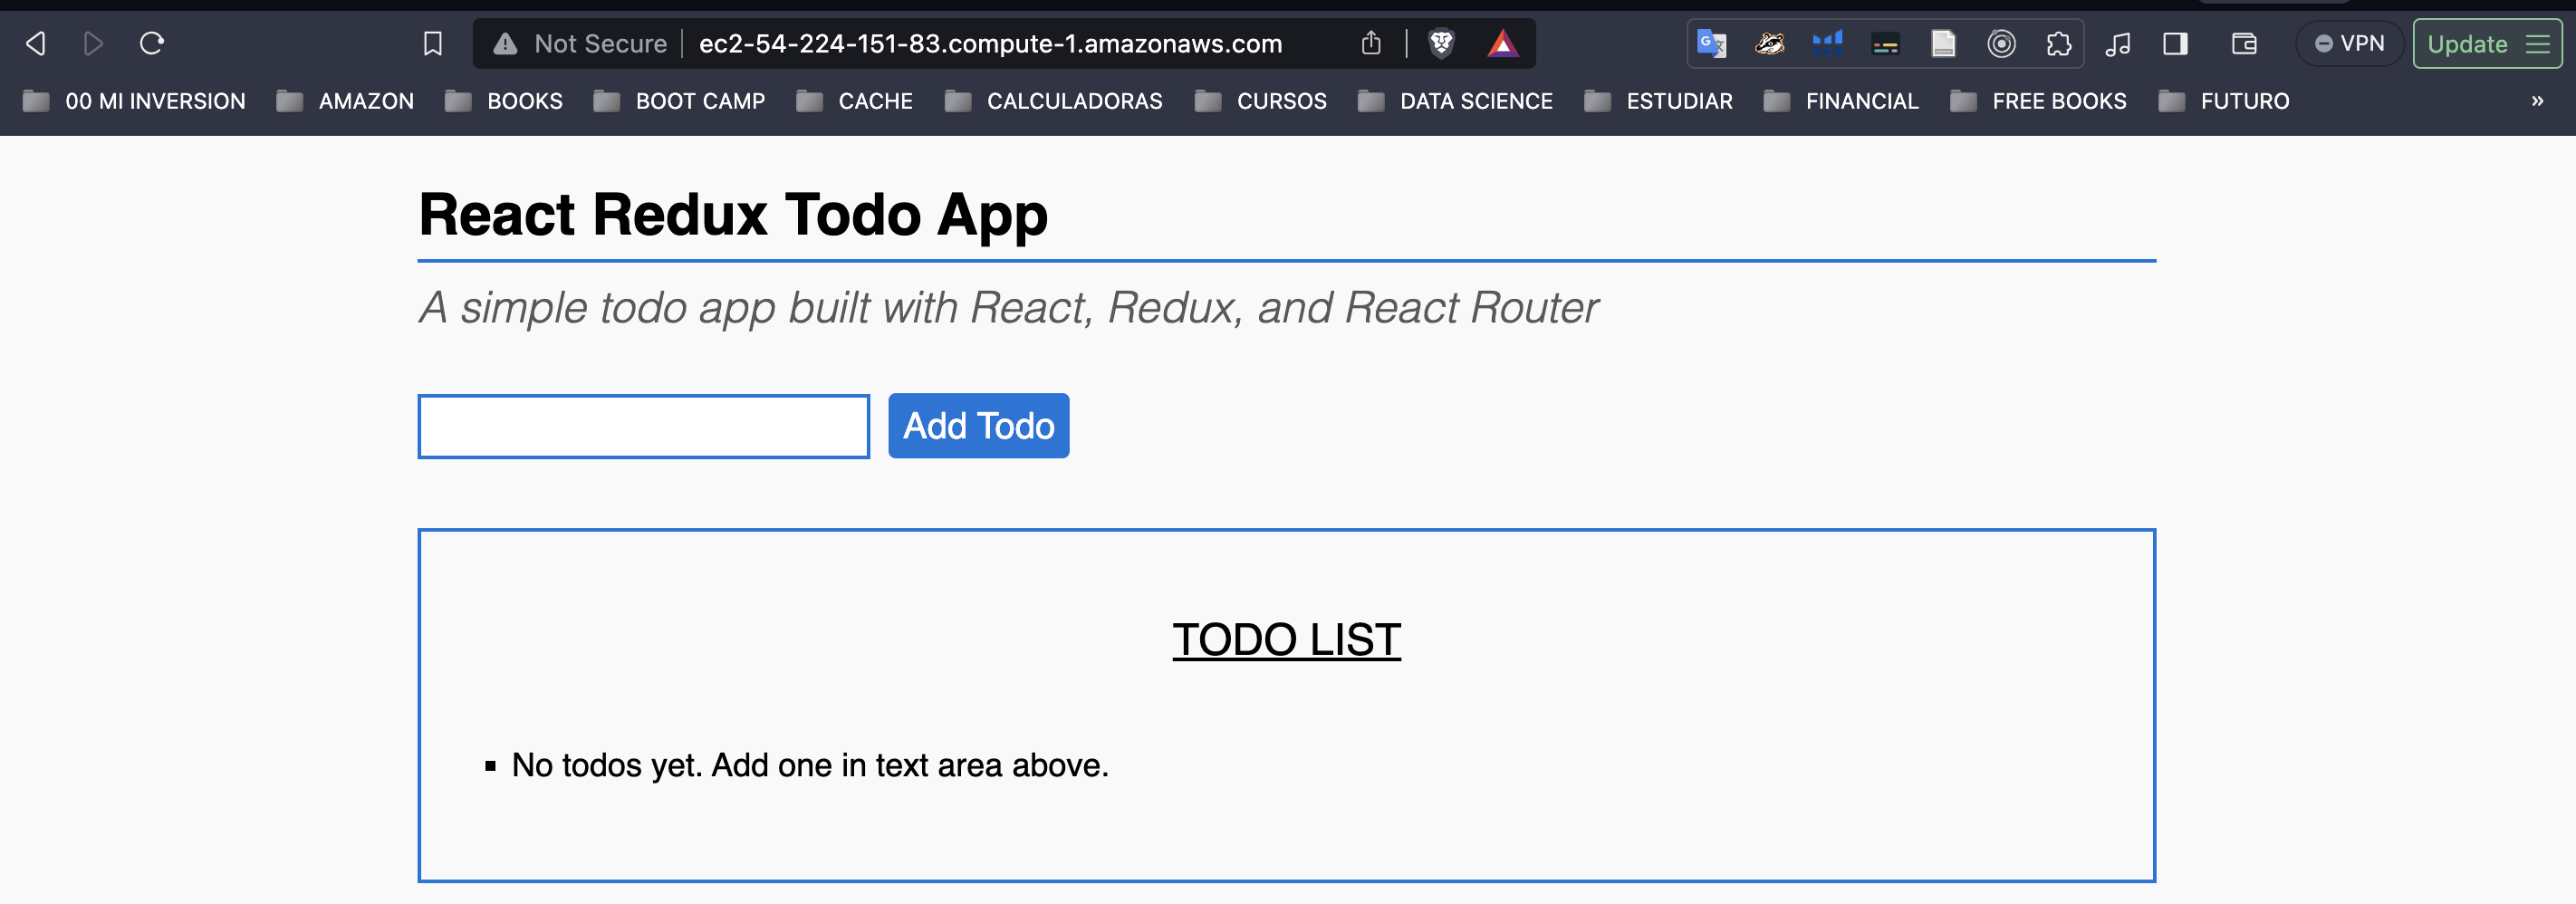 Not Secure ec2-54-224-151-83.compute-1.amazonaws.com VPN Update
00 MI INVERSION AMAZON BOOKS BOOT CAMP CACHE CALCULADORAS CURSOS DATA SCIENCE ESTUDIAR FINANCIAL FREE BOOKS FUTURO »
React Redux Todo App
A simple todo app built with React, Redux, and React Router
Add Todo
TODO LIST
No todos yet. Add one in text area above.